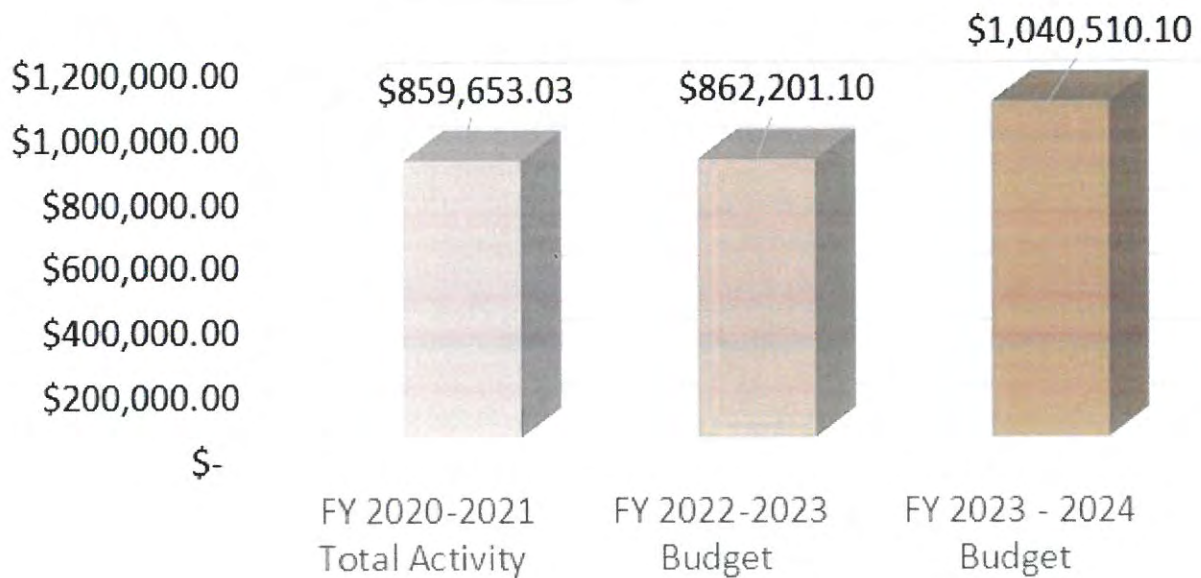 $1,040,510.10
$1,200,000.00
$859,653.03
$862,201.10
$1,000,000.00
$800,000.00
$600,000.00
$400,000.00
$200,000.00
$-
FY 2020-2021
Total Activity
FY 2022-2023
Budget
FY 2023 - 2024
Budget